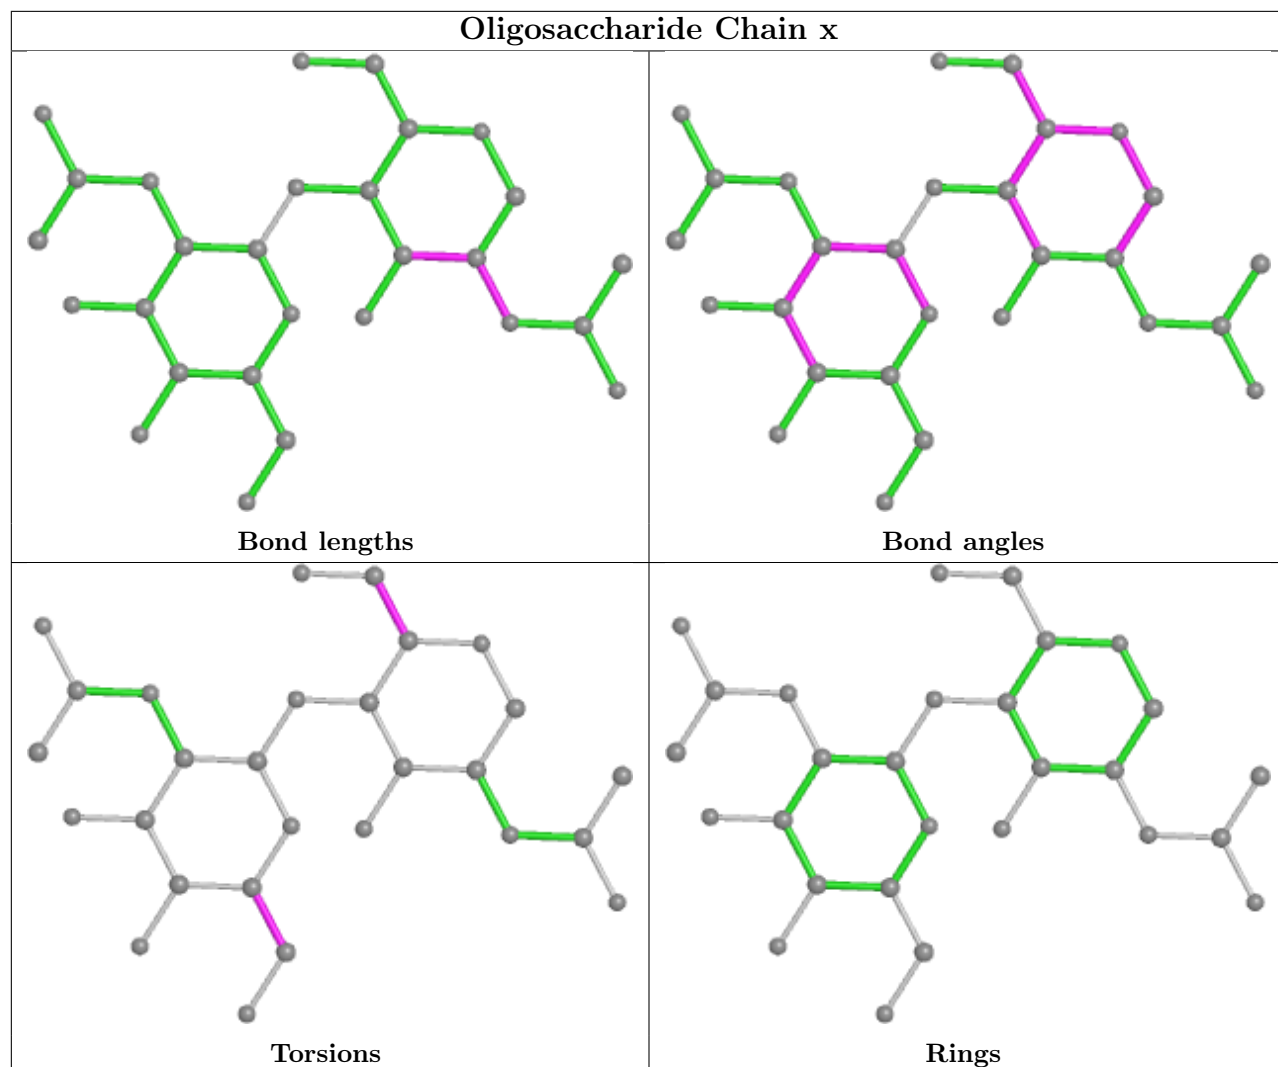 Oligosaccharide Chain x
Bond lengths
Bond angles
Torsions
Rings